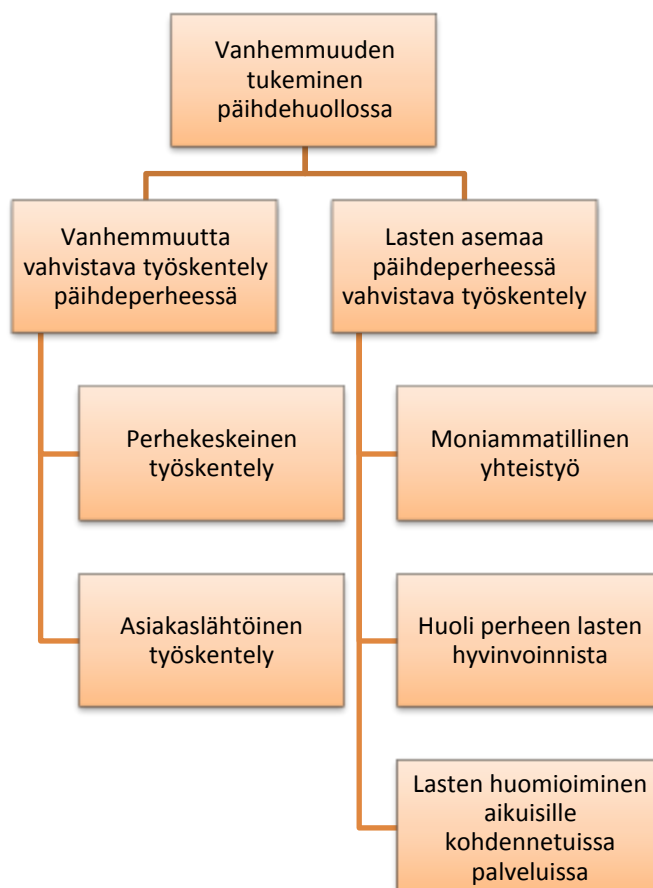 Vanhemmuuden
tukeminen
päihdehuollossa
Vanhemmuutta
vahvistava työskentely
päihdeperheessä
Perhekeskeinen
työskentely
Asiakaslähtöinen
työskentely
Lasten asemaa
päihdeperheessä
vahvistava työskentely
Moniammatillinen
yhteistyö
Huoli perheen lasten
hyvinvoinnista
Lasten huomioiminen
aikuisille
kohdennetuissa
palveluissa